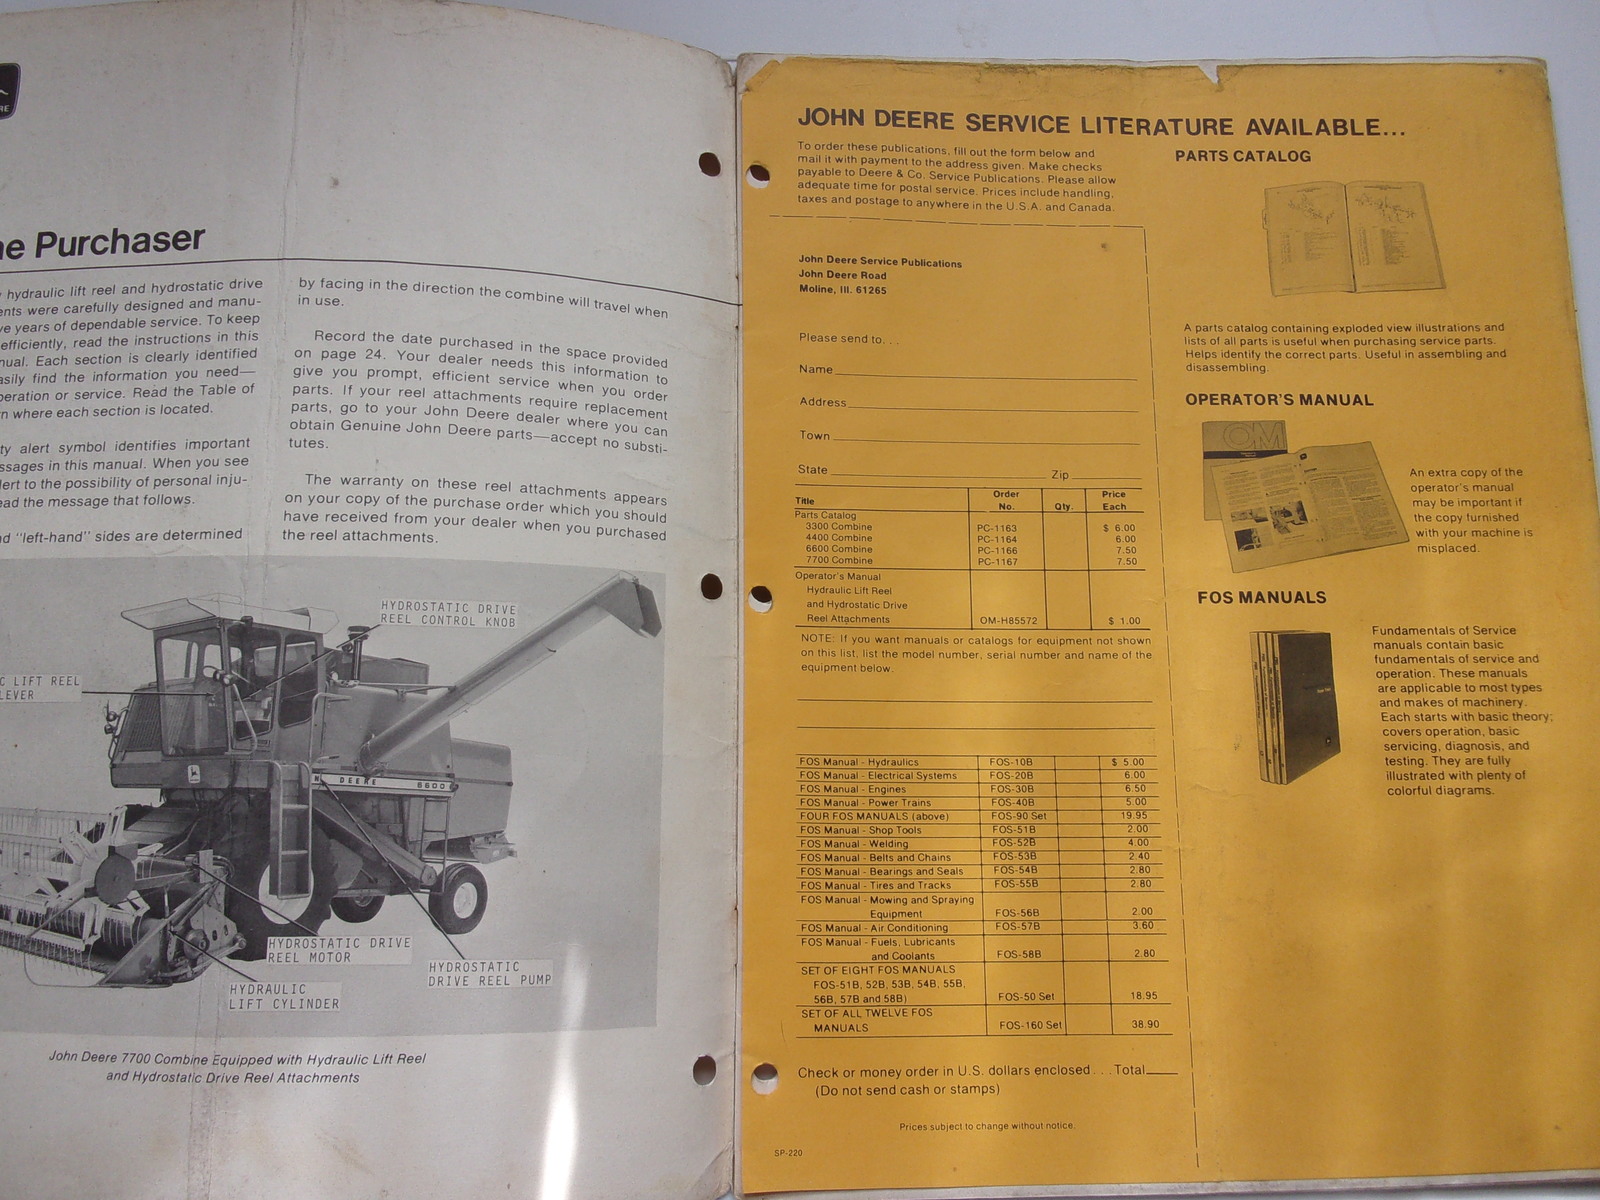 RE
ne Purchaser
hydraulic lift reel and hydrostatic drive
ents were carefully designed and manu-
ve years of dependable service. To keep
efficiently, read the instructions in this
nual. Each section is clearly identified
asily find the information you need—
peration or service. Read the Table of
n where each section is located.
ty alert symbol identifies important
ssages in this manual. When you see
lert to the possibility of personal inju-
ead the message that follows.
nd "left-hand" sides are determined
by facing in the direction the combine will travel when
in use.
Record the date purchased in the space provided
on page 24. Your dealer needs this information to
give you prompt, efficient service when you order
parts. If your reel attachments require replacement
parts, go to your John Deere dealer where you can
obtain Genuine John Deere parts—accept no substi-
tutes.
The warranty on these reel attachments appears
on your copy of the purchase order which you should
have received from your dealer when you purchased
the reel attachments.
HYDROSTATIC DRIVE
REEL CONTROL KNOB
C LIFT REEL
LEVER
N DEERE 6600
HYDROSTATIC DRIVE
REEL MOTOR
HYDROSTATIC
DRIVE REEL PUMP
HYDRAULIC
LIFT CYLINDER
John Deere 7700 Combine Equipped with Hydraulic Lift Reel
and Hydrostatic Drive Reel Attachments
JOHN DEERE SERVICE LITERATURE AVAILABLE...
To order these publications, fill out the form below and
mail it with payment to the address given. Make checks
payable to Deere & Co. Service Publications. Please allow
adequate time for postal service. Prices include handling,
taxes and postage to anywhere in the U.S.A. and Canada.
John Deere Service Publications
John Deere Road
Moline, Ill. 61265
Please send to. . .
Name
Address
Town
State Zip
Title Order No. Qty. Price Each
Parts Catalog
3300 Combine PC-1163 $ 6.00
4400 Combine PC-1164 6.00
6600 Combine PC-1166 7.50
7700 Combine PC-1167 7.50
Operator's Manual
Hydraulic Lift Reel
and Hydrostatic Drive
Reel Attachments OM-H85572 $ 1.00
NOTE: If you want manuals or catalogs for equipment not shown
on this list, list the model number, serial number and name of the
equipment below.
FOS Manual - Hydraulics FOS-10B $ 5.00
FOS Manual - Electrical Systems FOS-20B 6.00
FOS Manual - Engines FOS-30B 6.50
FOS Manual - Power Trains FOS-40B 5.00
FOUR FOS MANUALS (above) FOS-90 Set 19.95
FOS Manual - Shop Tools FOS-51B 2.00
FOS Manual - Welding FOS-52B 4.00
FOS Manual - Belts and Chains FOS-53B 2.40
FOS Manual - Bearings and Seals FOS-54B 2.80
FOS Manual - Tires and Tracks FOS-55B 2.80
FOS Manual - Mowing and Spraying
Equipment FOS-56B 2.00
FOS Manual - Air Conditioning FOS-57B 3.60
FOS Manual - Fuels, Lubricants
and Coolants FOS-58B 2.80
SET OF EIGHT FOS MANUALS
FOS-51B, 52B, 53B, 54B, 55B,
56B, 57B and 58B) FOS-50 Set 18.95
SET OF ALL TWELVE FOS
MANUALS FOS-160 Set 38.90
Check or money order in U.S. dollars enclosed. . .Total
(Do not send cash or stamps)
Prices subject to change without notice.
SP-220
PARTS CATALOG
A parts catalog containing exploded view illustrations and
lists of all parts is useful when purchasing service parts.
Helps identify the correct parts. Useful in assembling and
disassembling.
OPERATOR'S MANUAL
OM
An extra copy of the
operator's manual
may be important if
the copy furnished
with your machine is
misplaced.
FOS MANUALS
Fundamentals of Service
manuals contain basic
fundamentals of service and
operation. These manuals
are applicable to most types
and makes of machinery.
Each starts with basic theory;
covers operation, basic
servicing, diagnosis, and
testing. They are fully
illustrated with plenty of
colorful diagrams.